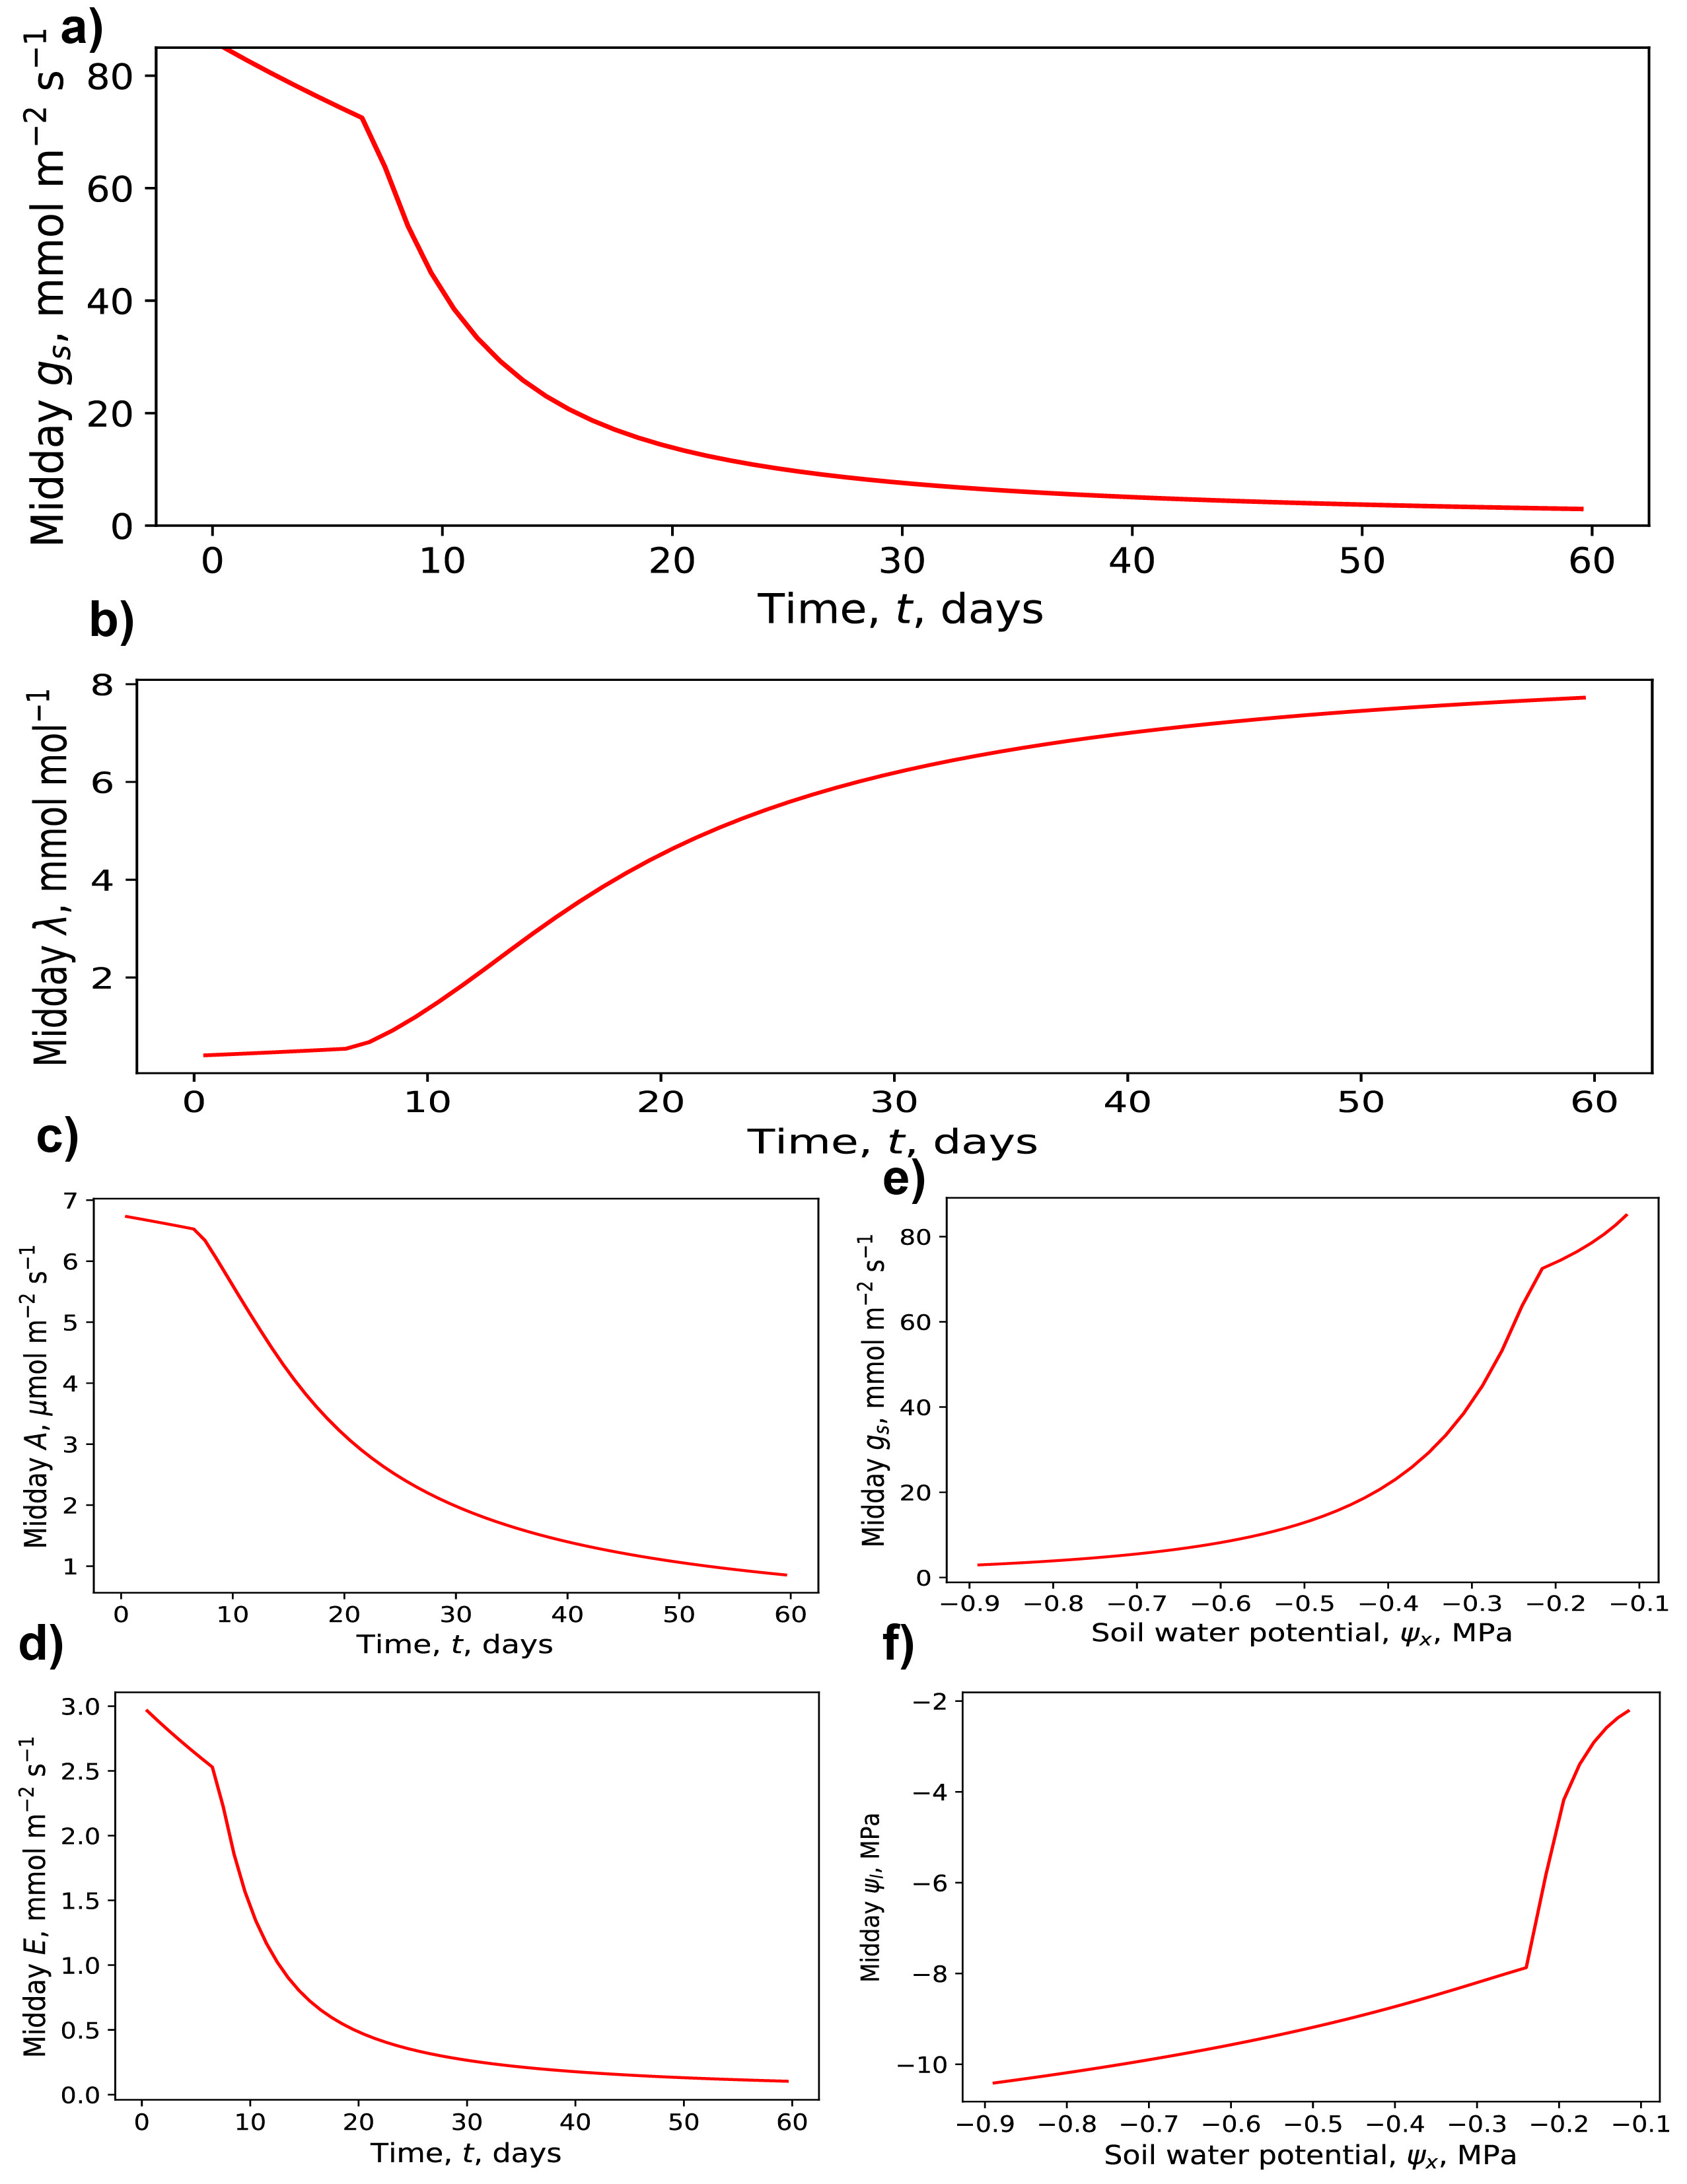 a)
Midday gs, mmol m−2 s−1
80
60
40
20
0
0 10 20 30 40 50 60
Time, t, days
b)
Midday λ, mmol mol−1
8
6
4
2
0 10 20 30 40 50 60
Time, t, days
c)
Midday A, μmol m−2 s−1
7
6
5
4
3
2
1
0 10 20 30 40 50 60
Time, t, days
e)
Midday gs, mmol m−2 s−1
80
60
40
20
0
−0.9 −0.8 −0.7 −0.6 −0.5 −0.4 −0.3 −0.2 −0.1
Soil water potential, ψx, MPa
d)
Midday E, mmol m−2 s−1
3.0
2.5
2.0
1.5
1.0
0.5
0.0
0 10 20 30 40 50 60
Time, t, days
f)
Midday ψl, MPa
−2
−4
−6
−8
−10
−0.9 −0.8 −0.7 −0.6 −0.5 −0.4 −0.3 −0.2 −0.1
Soil water potential, ψx, MPa